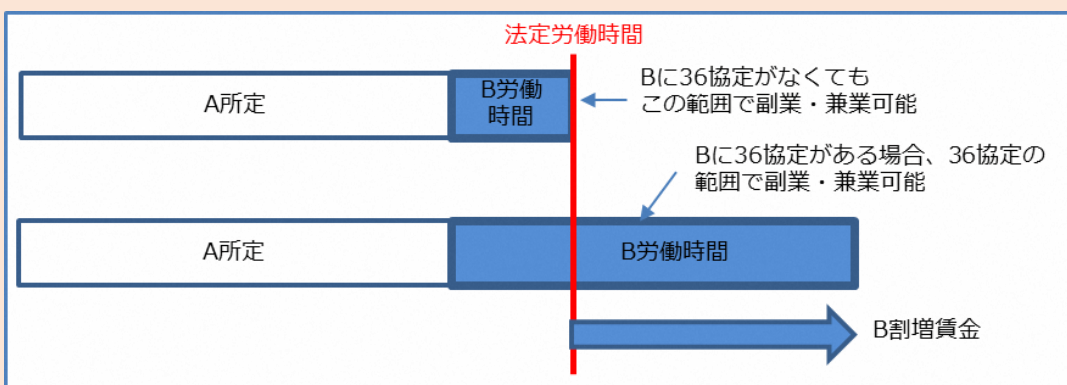 法定労働時間
A所定
B労働
時間
Bに36協定がなくても
この範囲で副業・兼業可能
Bに36協定がある場合、36協定の
範囲で副業・兼業可能
A所定
B労働時間
B割増賃金